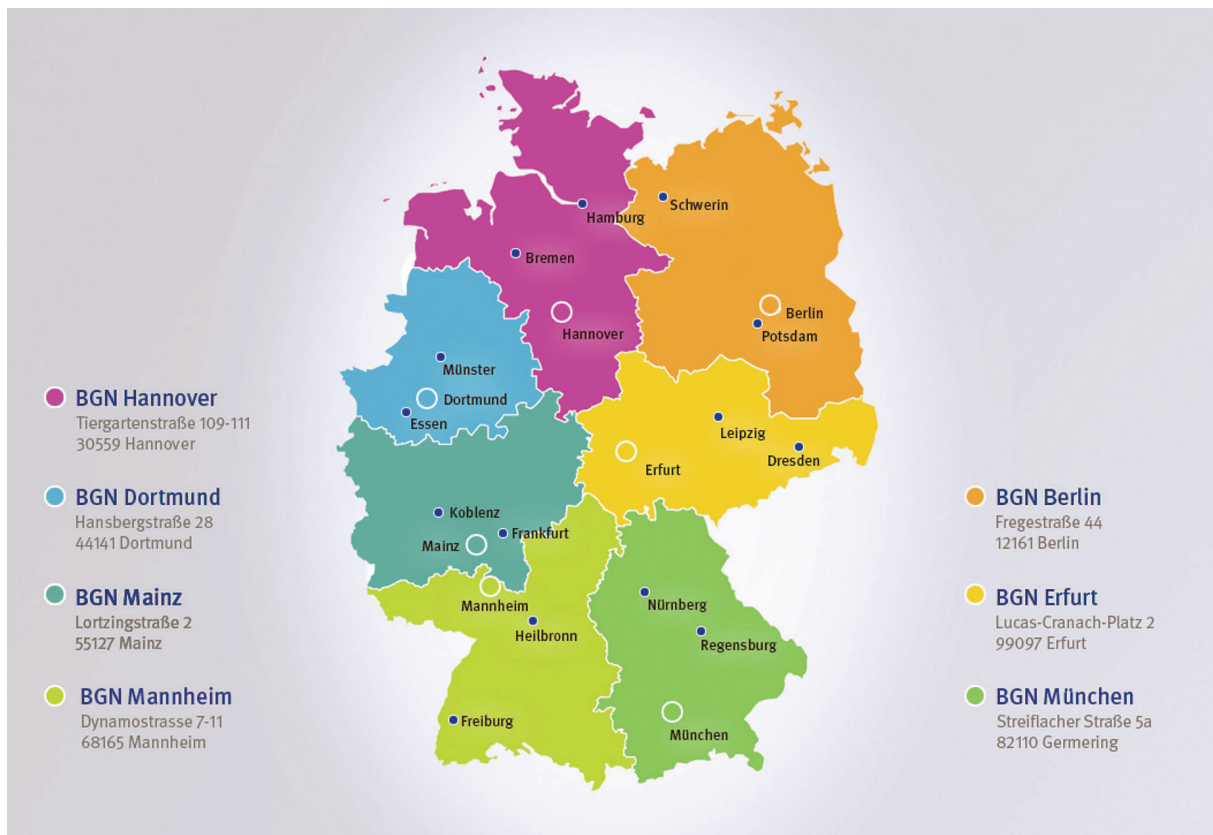 Hamburg
Schwerin
Bremen
Hannover
Berlin
Potsdam
Münster
Dortmund
Essen
Leipzig
Dresden
Erfurt
Koblenz
Frankfurt
Mainz
Mannheim
Heilbronn
Nürnberg
Regensburg
Freiburg
München
BGN Hannover
Tiergartenstraße 109-111
30559 Hannover
BGN Dortmund
Hansbergstraße 28
44141 Dortmund
BGN Mainz
Lortzingstraße 2
55127 Mainz
BGN Mannheim
Dynamostrasse 7-11
68165 Mannheim
BGN Berlin
Fregestraße 44
12161 Berlin
BGN Erfurt
Lucas-Cranach-Platz 2
99097 Erfurt
BGN München
Streiflacher Straße 5a
82110 Germering